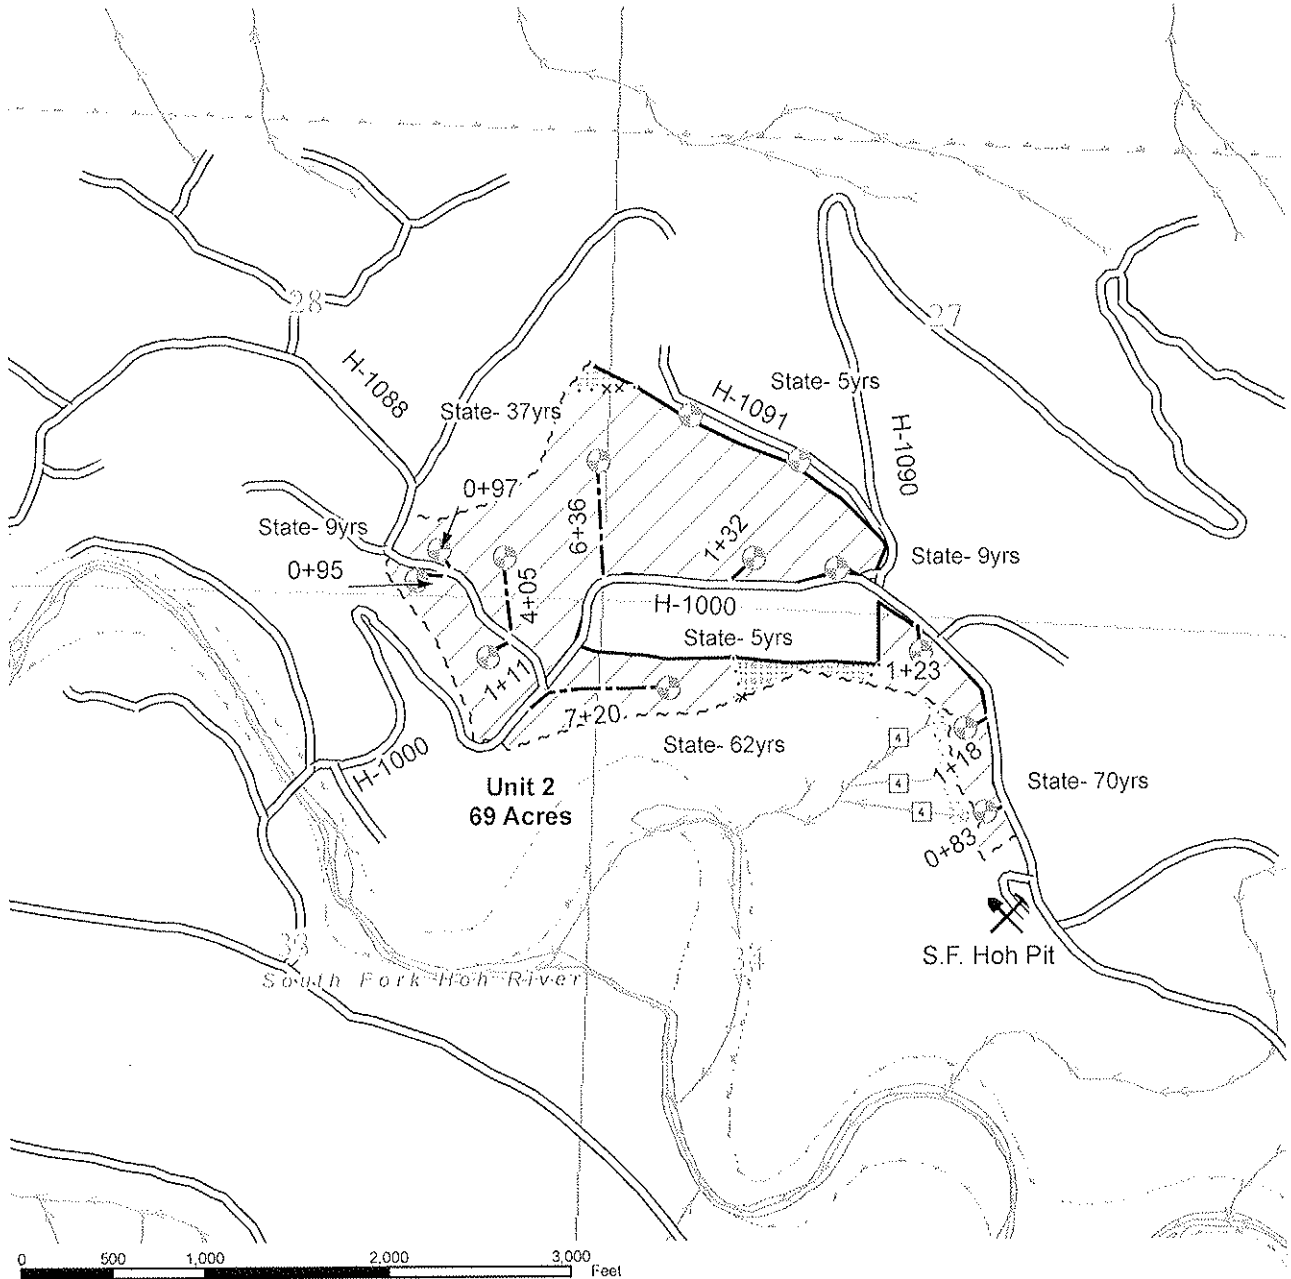 28
27
H-1088
State- 5yrs
H-1091
State- 37yrs
H-1090
0+97
6+36
State- 9yrs
1+32
State- 9yrs
0+95
4+05
H-1000
State- 5yrs
1+11
1+23
7+20
State- 62yrs
4
1+18
H-1000
Unit 2
69 Acres
4
State- 70yrs
4
0+83
33
S.F. Hoh Pit
34
South Fork Hoh River
0 500 1,000 2,000 3,000
Feet